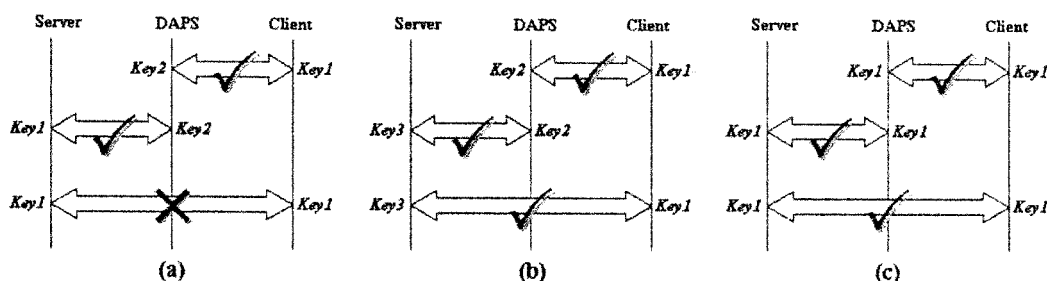 Server DAPS Client
Key2 Key1
Key1 Key2
Key1 Key1
(a)
Server DAPS Client
Key2 Key1
Key3 Key2
Key3 Key1
(b)
Server DAPS Client
Key1 Key1
Key1 Key1
Key1 Key1
(c)